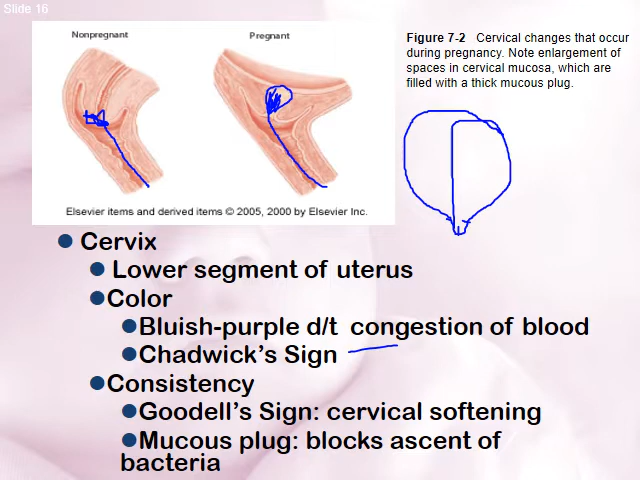 Slide 16
Nonpregnant
Pregnant
Figure 7-2 Cervical changes that occur
during pregnancy. Note enlargement of
spaces in cervical mucosa, which are
filled with a thick mucous plug.
Elsevier items and derived items © 2005, 2000 by Elsevier Inc.
Cervix
Lower segment of uterus
Color
Bluish-purple d/t congestion of blood
Chadwick's Sign
Consistency
Goodell's Sign: cervical softening
Mucous plug: blocks ascent of
bacteria